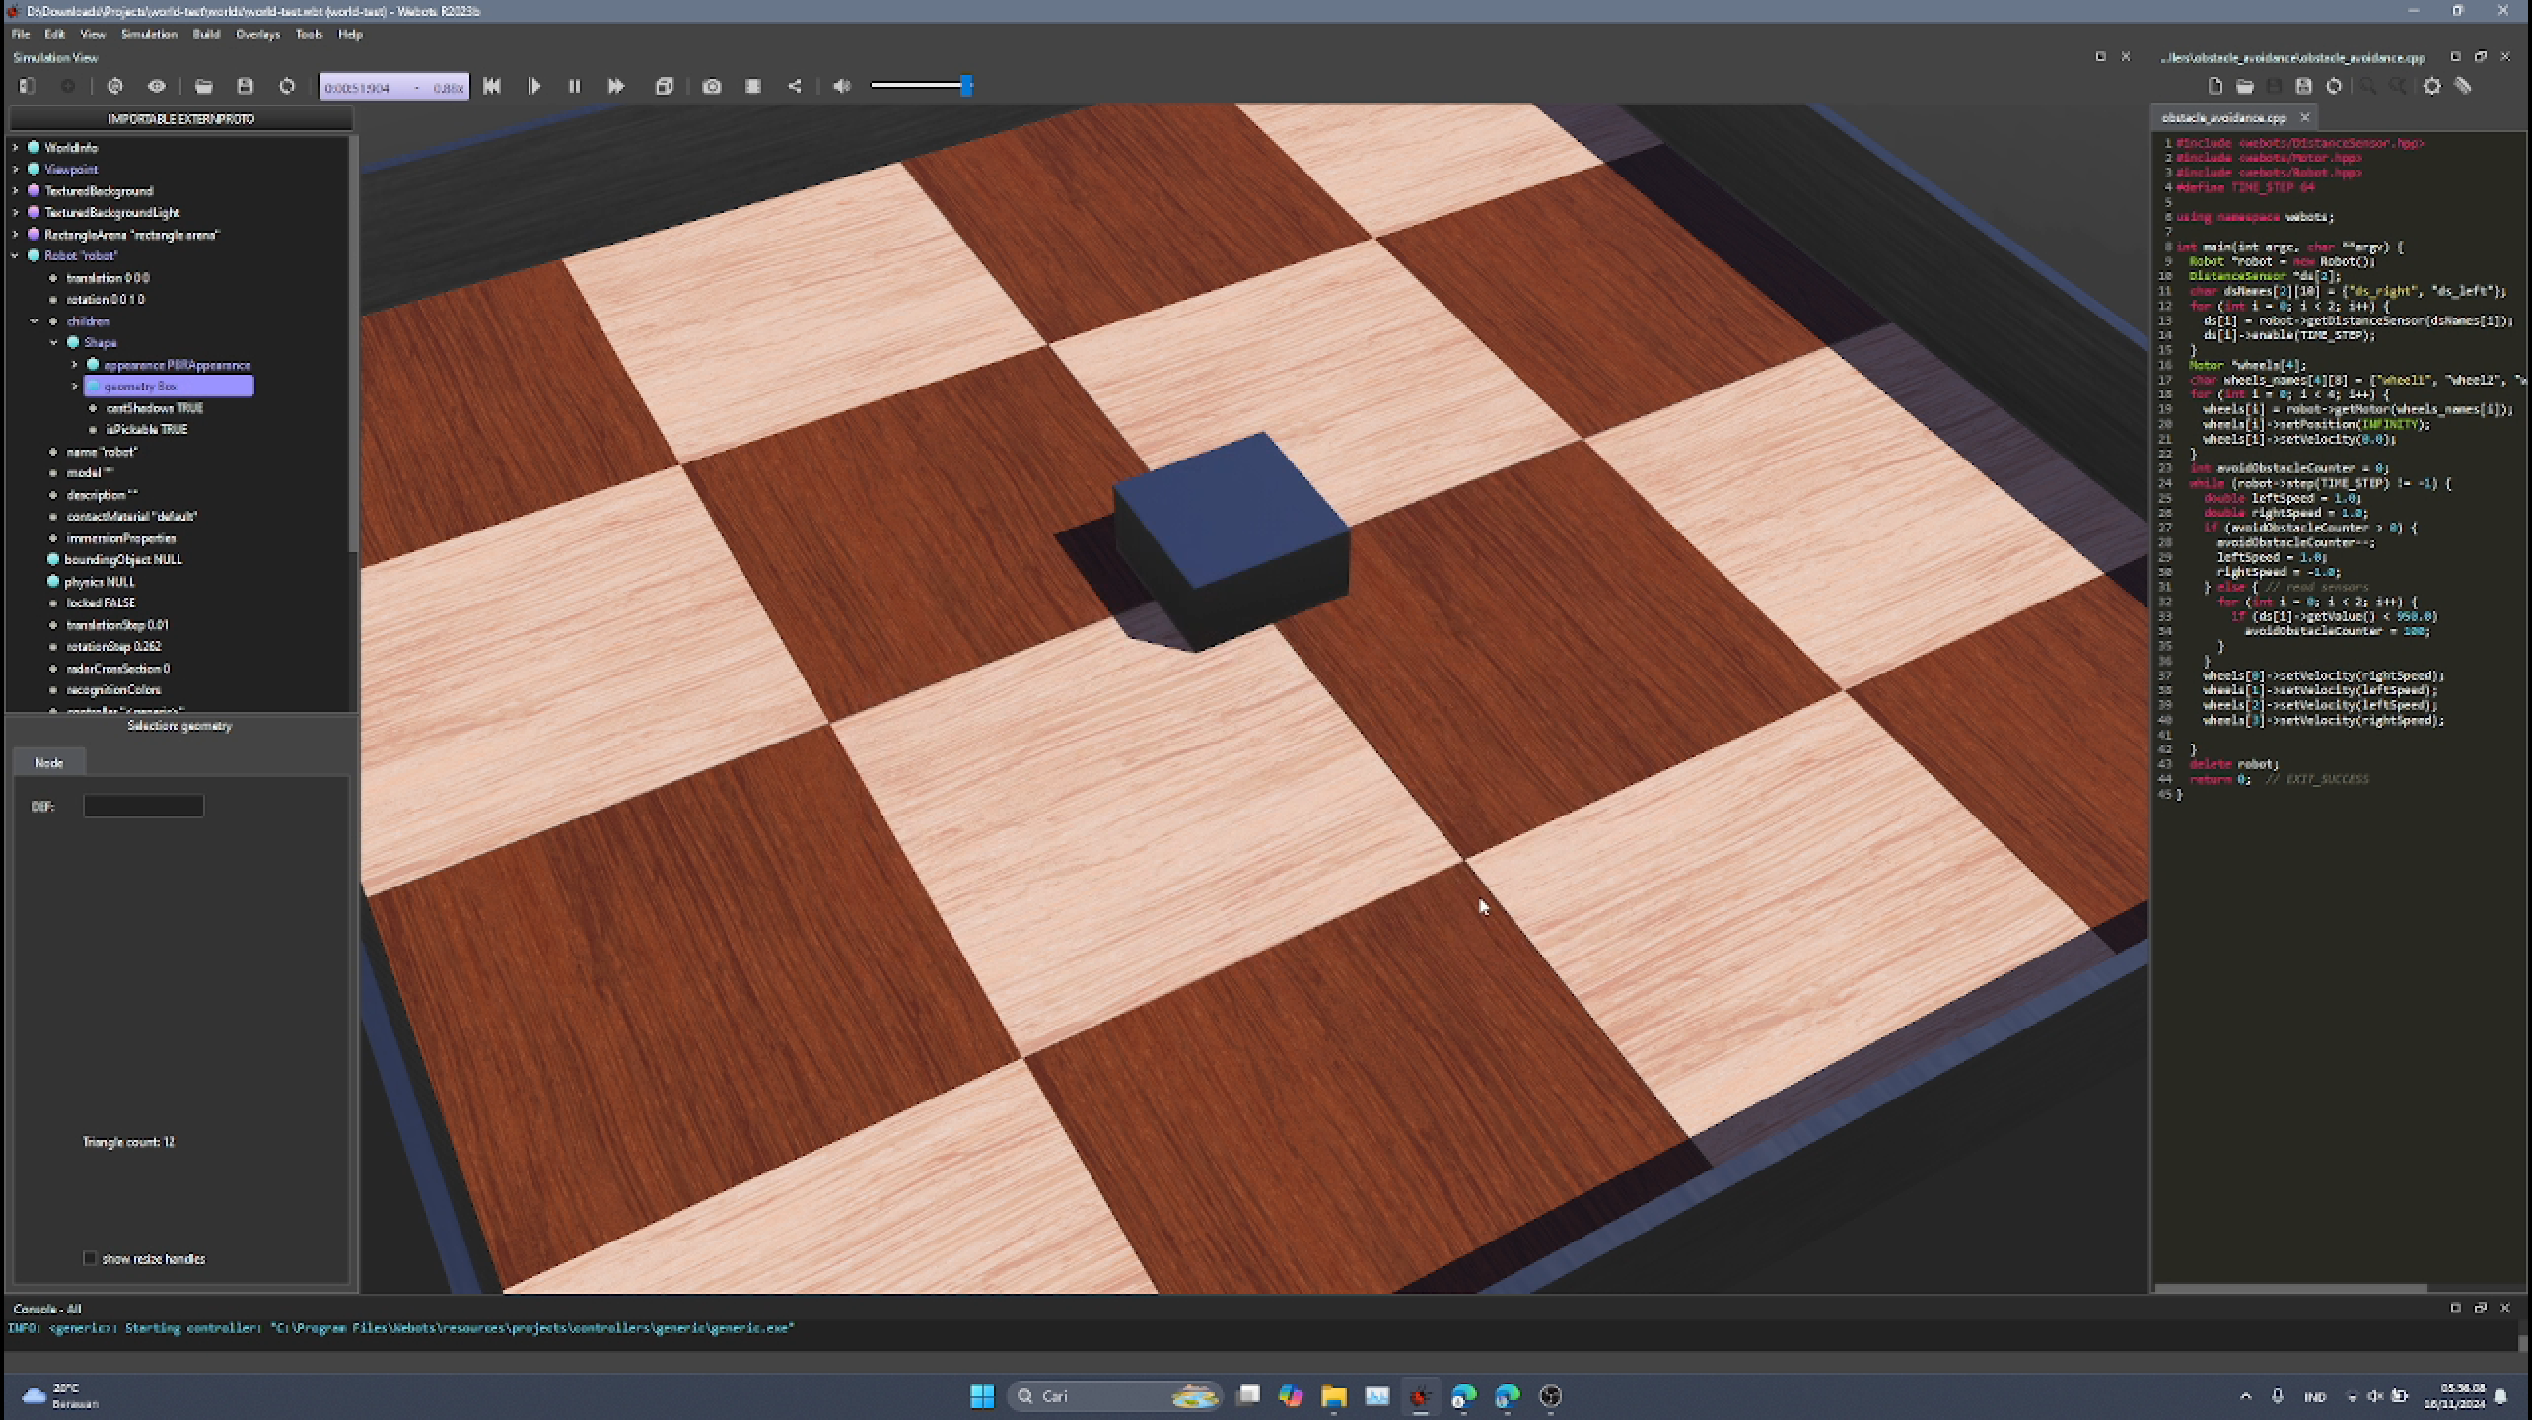 D:\Downloads\Projects\world-test\worlds\world-test.wbt (world-test) - Webots R2023b
File Edit View Simulation Build Overlays Tools Help
Simulation View
0:00:51:904 - 0.86x
IMPORTABLE EXTERNPROTO
WorldInfo
Viewpoint
TexturedBackground
TexturedBackgroundLight
RectangleArena "rectangle arena"
Robot "robot"
translation 0 0 0
rotation 0 0 1 0
children
Shape
appearance PBRAppearance
geometry Box
castShadows TRUE
isPickable TRUE
name "robot"
model ""
description ""
contactMaterial "default"
immersionProperties
boundingObject NULL
physics NULL
locked FALSE
translationStep 0.01
rotationStep 0.262
radarCrossSection 0
recognitionColors
controller "<generic>"
Selection: geometry
Node
DEF:
Triangle count: 12
show resize handles
...llers\obstacle_avoidance\obstacle_avoidance.cpp
obstacle_avoidance.cpp
1 #include <webots/DistanceSensor.hpp>
2 #include <webots/Motor.hpp>
3 #include <webots/Robot.hpp>
4 #define TIME_STEP 64
5
6 using namespace webots;
7
8 int main(int argc, char **argv) {
9 Robot *robot = new Robot();
10 DistanceSensor *ds[2];
11 char dsNames[2][10] = {"ds_right", "ds_left"};
12 for (int i = 0; i < 2; i++) {
13 ds[i] = robot->getDistanceSensor(dsNames[i]);
14 ds[i]->enable(TIME_STEP);
15 }
16 Motor *wheels[4];
17 char wheels_names[4][8] = {"wheel1", "wheel2", "w
18 for (int i = 0; i < 4; i++) {
19 wheels[i] = robot->getMotor(wheels_names[i]);
20 wheels[i]->setPosition(INFINITY);
21 wheels[i]->setVelocity(0.0);
22 }
23 int avoidObstacleCounter = 0;
24 while (robot->step(TIME_STEP) != -1) {
25 double leftSpeed = 1.0;
26 double rightSpeed = 1.0;
27 if (avoidObstacleCounter > 0) {
28 avoidObstacleCounter--;
29 leftSpeed = 1.0;
30 rightSpeed = -1.0;
31 } else { // read sensors
32 for (int i = 0; i < 2; i++) {
33 if (ds[i]->getValue() < 950.0)
34 avoidObstacleCounter = 100;
35 }
36 }
37 wheels[0]->setVelocity(rightSpeed);
38 wheels[1]->setVelocity(leftSpeed);
39 wheels[2]->setVelocity(leftSpeed);
40 wheels[3]->setVelocity(rightSpeed);
41
42 }
43 delete robot;
44 return 0; // EXIT_SUCCESS
45 }
Console - All
INFO: <generic>: Starting controller: "C:\Program Files\Webots\resources\projects\controllers\generic\generic.exe"
20°C
Berawan
Cari
IND
05.36.08
16/11/2024